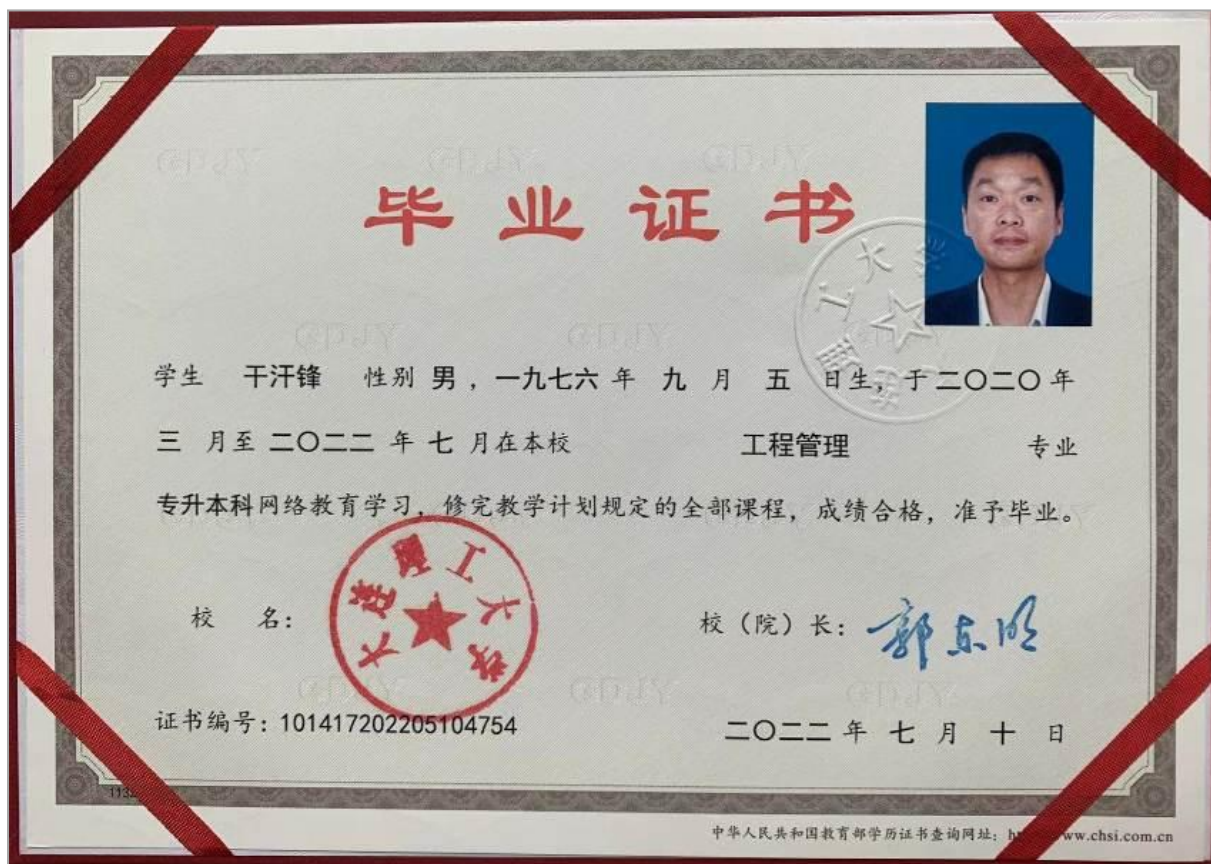 毕业证书
学生 干汗锋 性别 男，一九七六 年 九 月 五 日生，于 二〇二〇 年
三 月至 二〇二二 年 七 月在本校 工程管理 专业
专升本科 网络教育学习，修完教学计划规定的全部课程，成绩合格，准予毕业。
大连理工大学
校 名：
校（院）长：郭东明
证书编号：101417202205104754
二〇二二 年 七 月 十 日
中华人民共和国教育部学历证书查询网址：ww.chsi.com.cn